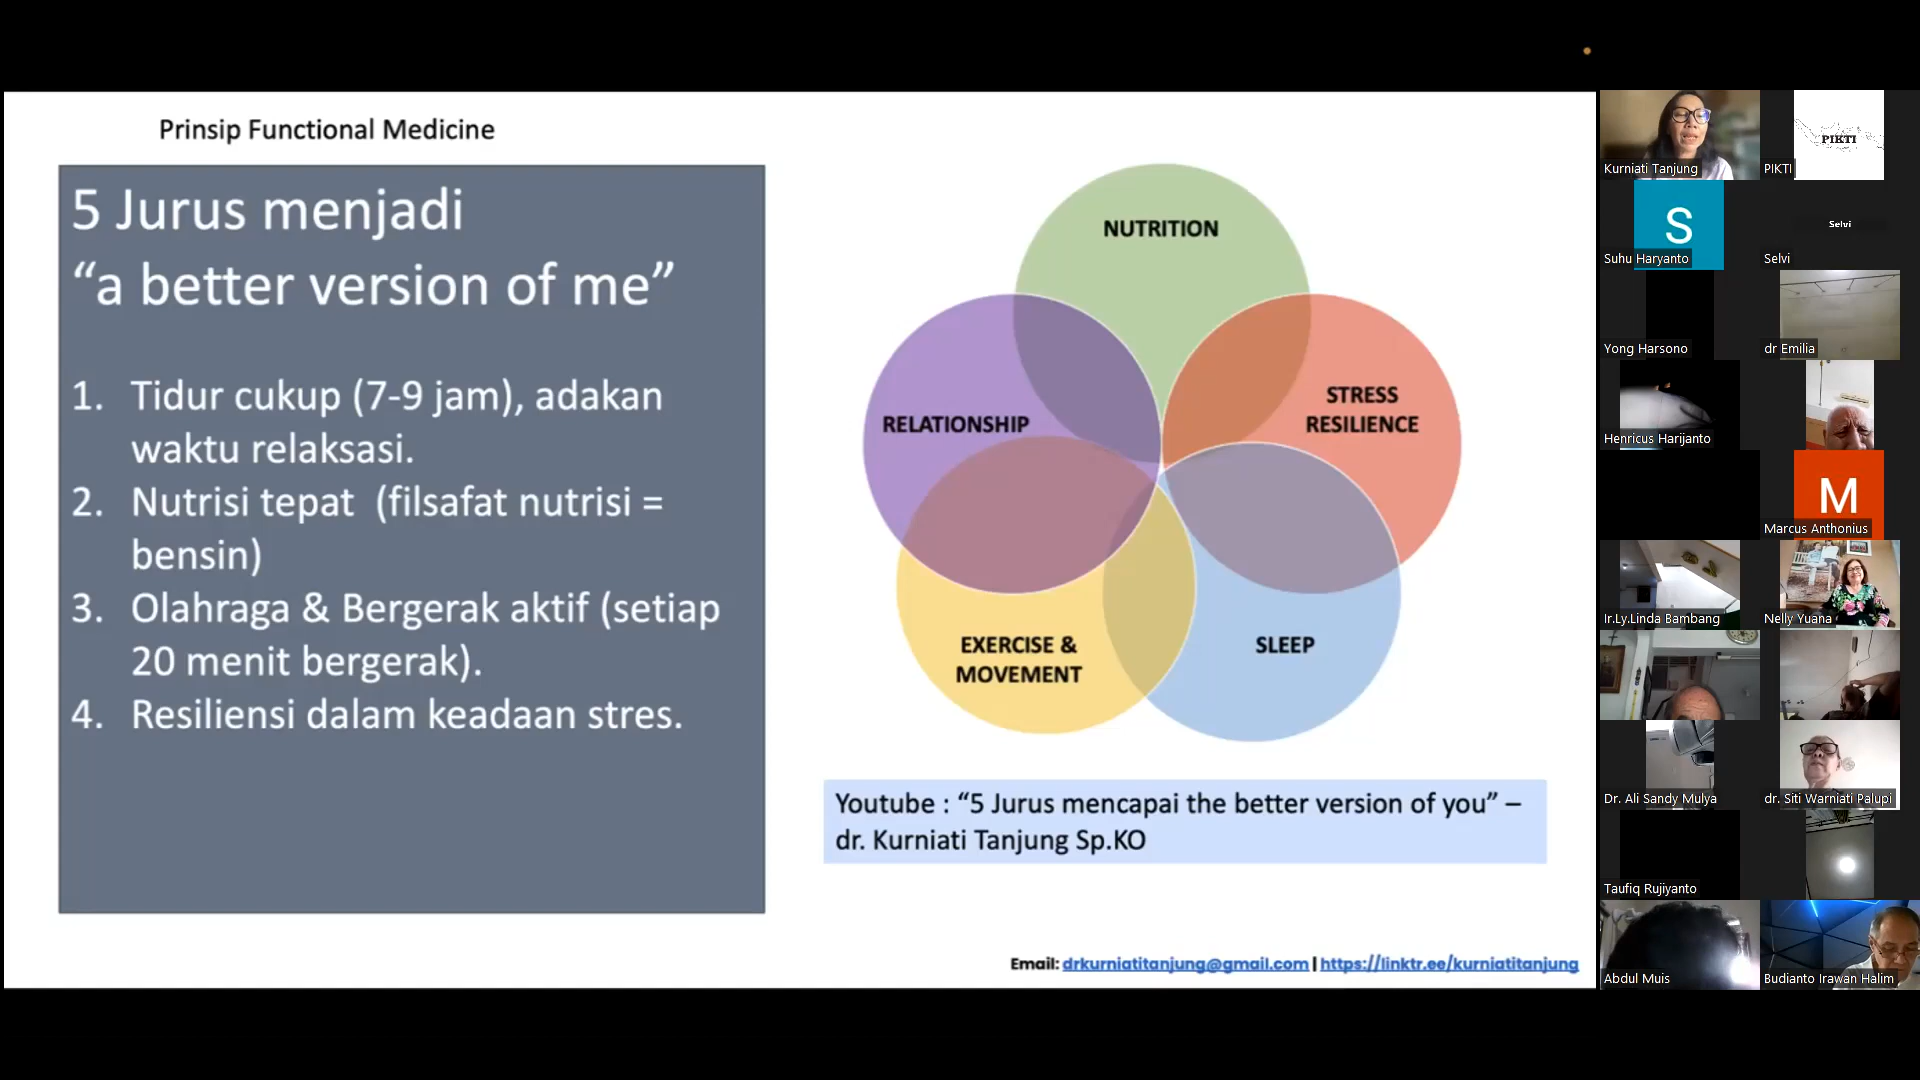 Prinsip Functional Medicine
5 Jurus menjadi
“a better version of me”
1. Tidur cukup (7-9 jam), adakan
waktu relaksasi.
2. Nutrisi tepat (filsafat nutrisi =
bensin)
3. Olahraga & Bergerak aktif (setiap
20 menit bergerak).
4. Resiliensi dalam keadaan stres.
NUTRITION
RELATIONSHIP
STRESS
RESILIENCE
EXERCISE &
MOVEMENT
SLEEP
Youtube : “5 Jurus mencapai the better version of you” –
dr. Kurniati Tanjung Sp.KO
Email: drkurniatitanjung@gmail.com | https://linktr.ee/kurniatitanjung
Kurniati Tanjung
PIKTI
PIKTI
S
Suhu Haryanto
Selvi
Selvi
Yong Harsono
dr Emilia
Henricus Harijanto
M
Marcus Anthonius
Ir.Ly.Linda Bambang
Nelly Yuana
Dr. Ali Sandy Mulya
dr. Siti Warniati Palupi
Taufiq Rujiyanto
Abdul Muis
Budianto Irawan Halim